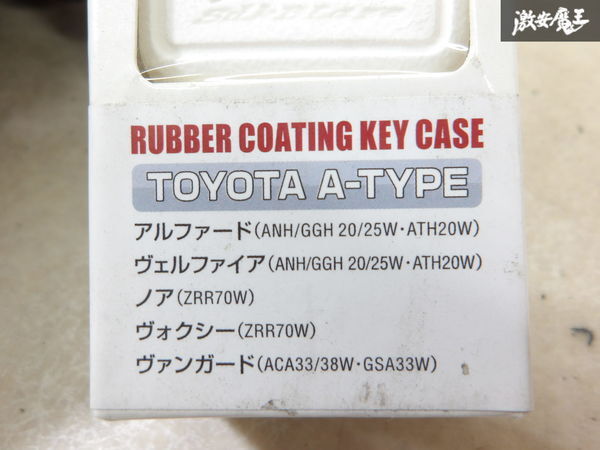 激安魔王
RUBBER COATING KEY CASE
TOYOTA A-TYPE
アルファード(ANH/GGH 20/25W・ATH20W)
ヴェルファイア(ANH/GGH 20/25W・ATH20W)
ノア(ZRR70W)
ヴォクシー(ZRR70W)
ヴァンガード(ACA33/38W・GSA33W)